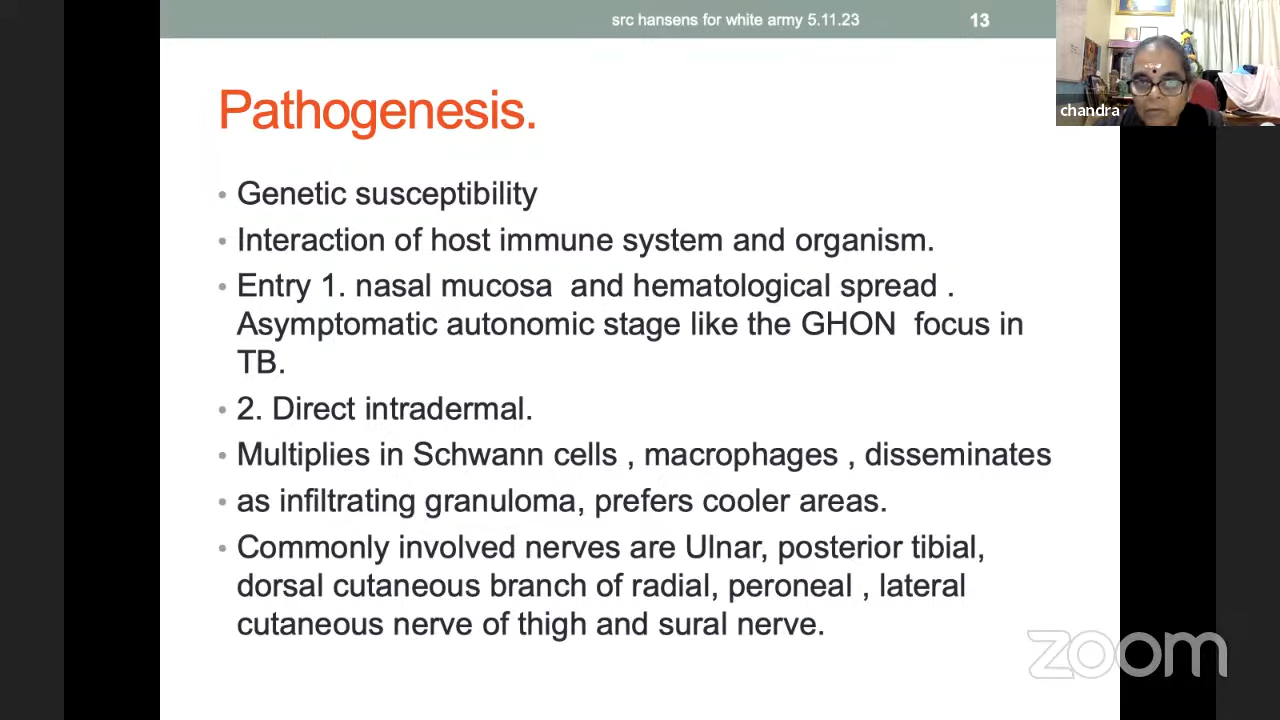 src hansens for white army 5.11.23 13
chandra
Pathogenesis.
• Genetic susceptibility
• Interaction of host immune system and organism.
• Entry 1. nasal mucosa  and hematological spread .
Asymptomatic autonomic stage like the GHON  focus in
TB.
• 2. Direct intradermal.
• Multiplies in Schwann cells , macrophages , disseminates
• as infiltrating granuloma, prefers cooler areas.
• Commonly involved nerves are Ulnar, posterior tibial,
dorsal cutaneous branch of radial, peroneal , lateral
cutaneous nerve of thigh and sural nerve.
zoom